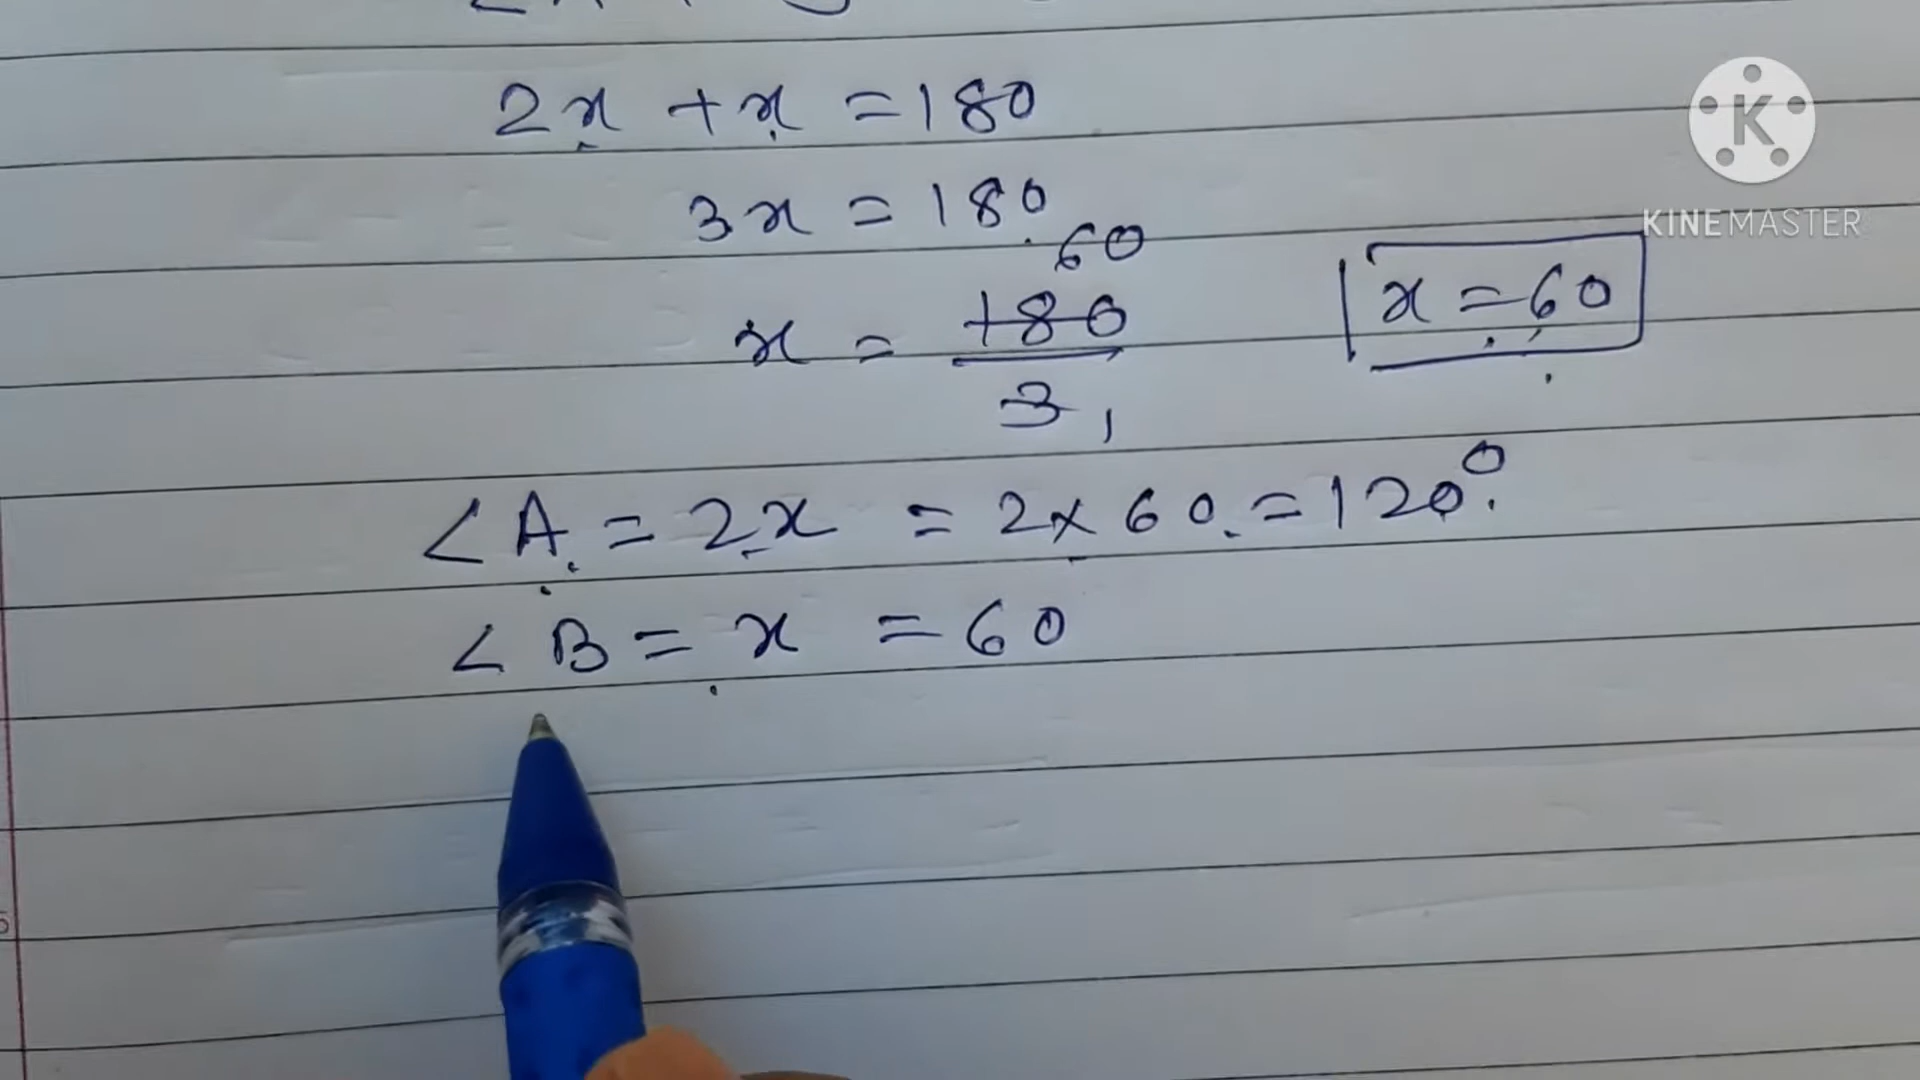 2x + x = 180
3x = 180
60
x = 180
3
x = 60
∠A = 2x = 2 × 60 = 120°
∠B = x = 60
K
KINEMASTER